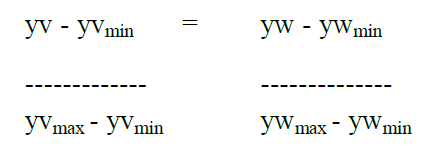 yv - yvmin = yw - ywmin
------------- --------------
yvmax - yvmin ywmax - ywmin